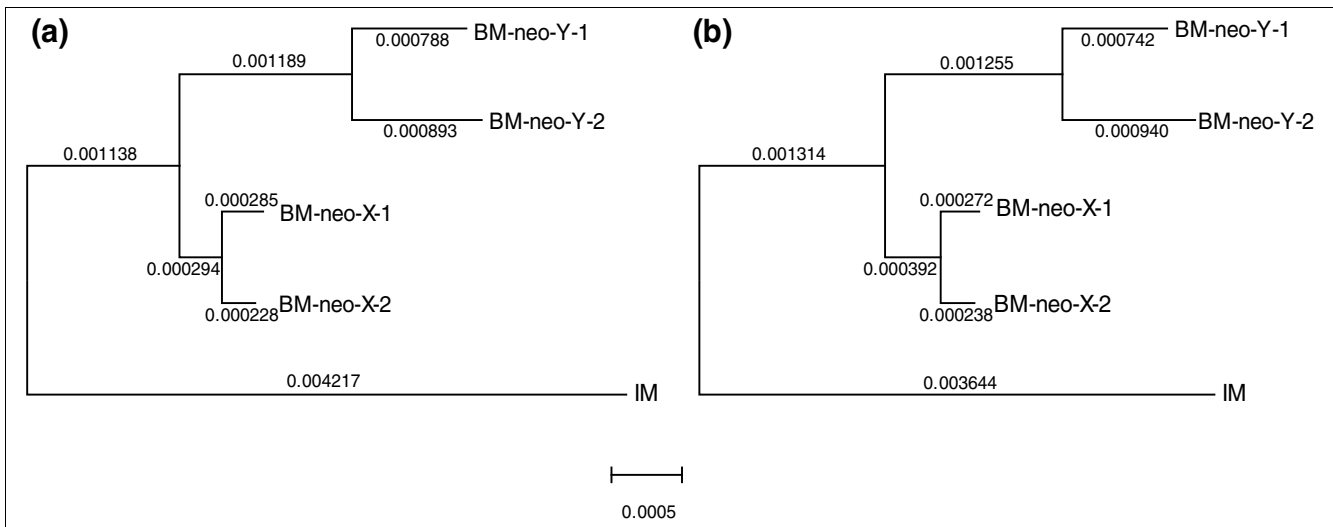 (a)
0.000788
BM-neo-Y-1
0.001189
0.000893
BM-neo-Y-2
0.001138
0.000285
BM-neo-X-1
0.000294
0.000228
BM-neo-X-2
0.004217
IM
(b)
0.000742
BM-neo-Y-1
0.001255
0.000940
BM-neo-Y-2
0.001314
0.000272
BM-neo-X-1
0.000392
0.000238
BM-neo-X-2
0.003644
IM
0.0005